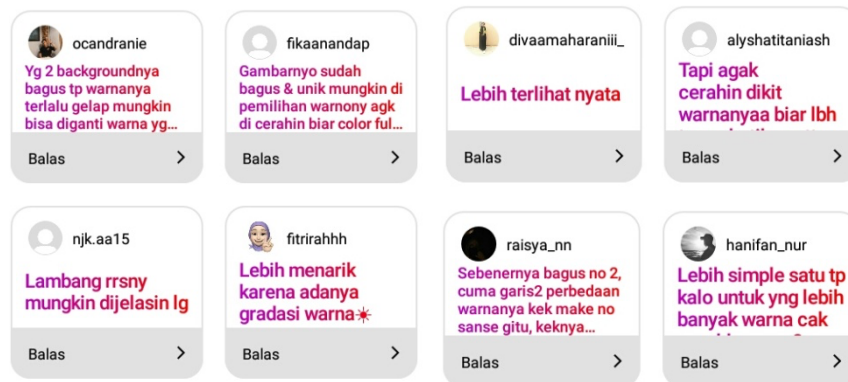 ocandranie
Yg 2 backgroundnya
bagus tp warnanya
terlalu gelap mungkin
bisa diganti warna yg...
Balas
fikaanandap
Gambarnyo sudah
bagus & unik mungkin di
pemilihan warnony agk
di cerahin biar color ful...
Balas
divaamaharaniii_
Lebih terlihat nyata
Balas
alyshatitaniash
Tapi agak
cerahin dikit
warnanyaa biar lbh
Balas
njk.aa15
Lambang rrsny
mungkin dijelasin lg
Balas
fitrirahhh
Lebih menarik
karena adanya
gradasi warna☀
Balas
raisya_nn
Sebenernya bagus no 2,
cuma garis2 perbedaan
warnanya kek make no
sanse gitu, keknya...
Balas
hanifan_nur
Lebih simple satu tp
kalo untuk yng lebih
banyak warna cak
Balas